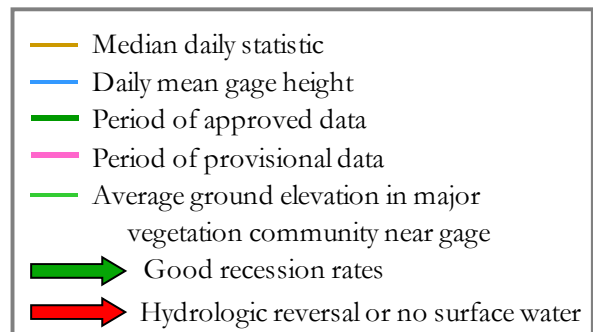 Median daily statistic
Daily mean gage height
Period of approved data
Period of provisional data
Average ground elevation in major
vegetation community near gage
Good recession rates
Hydrologic reversal or no surface water